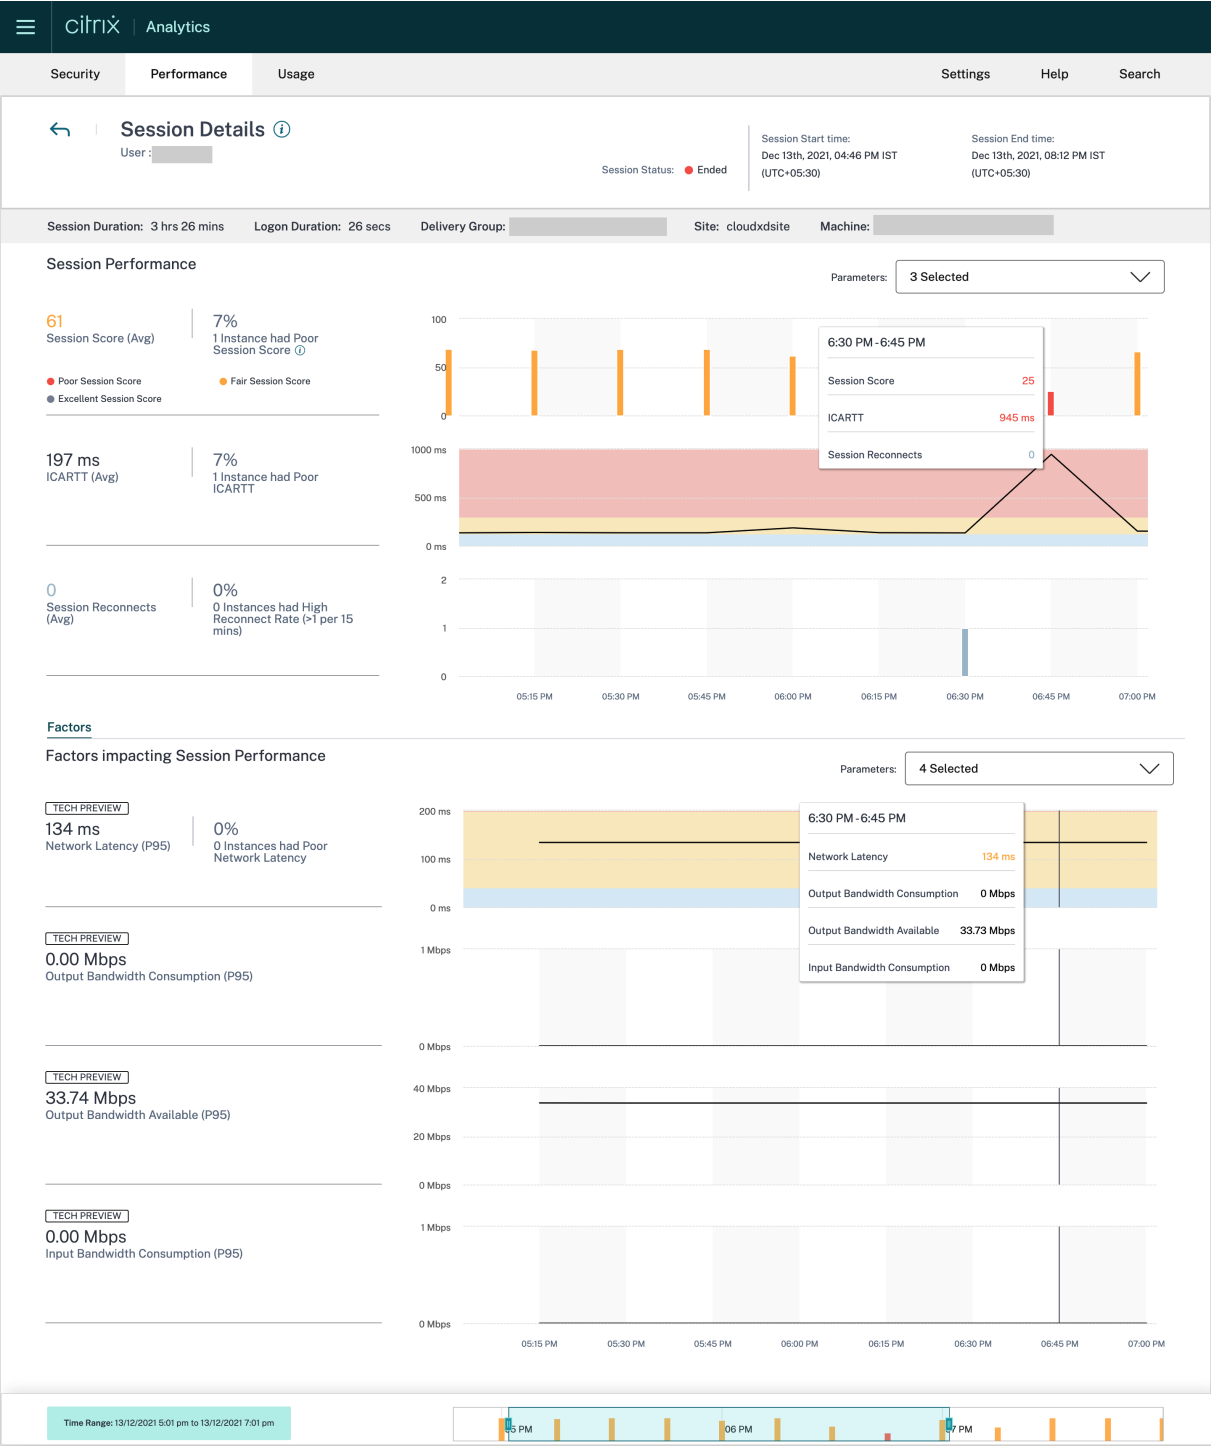 citrix Analytics
Security Performance Usage Settings Help Search
Session Details
User :
Session Status: Ended
Session Start time:
Dec 13th, 2021, 04:46 PM IST
(UTC+05:30)
Session End time:
Dec 13th, 2021, 08:12 PM IST
(UTC+05:30)
Session Duration: 3 hrs 26 mins Logon Duration: 26 secs Delivery Group: Site: cloudxdsite Machine:
Session Performance
Parameters: 3 Selected
61
Session Score (Avg)
7%
1 Instance had Poor
Session Score
Poor Session Score
Fair Session Score
Excellent Session Score
100
50
0
6:30 PM - 6:45 PM
Session Score 25
ICARTT 945 ms
Session Reconnects 0
197 ms
ICARTT (Avg)
7%
1 Instance had Poor
ICARTT
1000 ms
500 ms
0 ms
0
Session Reconnects
(Avg)
0%
0 Instances had High
Reconnect Rate (>1 per 15
mins)
2
1
0
05:15 PM 05:30 PM 05:45 PM 06:00 PM 06:15 PM 06:30 PM 06:45 PM 07:00 PM
Factors
Factors impacting Session Performance
Parameters: 4 Selected
TECH PREVIEW
134 ms
Network Latency (P95)
0%
0 Instances had Poor
Network Latency
200 ms
100 ms
0 ms
6:30 PM - 6:45 PM
Network Latency 134 ms
Output Bandwidth Consumption 0 Mbps
Output Bandwidth Available 33.73 Mbps
Input Bandwidth Consumption 0 Mbps
TECH PREVIEW
0.00 Mbps
Output Bandwidth Consumption (P95)
1 Mbps
0 Mbps
TECH PREVIEW
33.74 Mbps
Output Bandwidth Available (P95)
40 Mbps
20 Mbps
0 Mbps
TECH PREVIEW
0.00 Mbps
Input Bandwidth Consumption (P95)
1 Mbps
0 Mbps
05:15 PM 05:30 PM 05:45 PM 06:00 PM 06:15 PM 06:30 PM 06:45 PM 07:00 PM
Time Range: 13/12/2021 5:01 pm to 13/12/2021 7:01 pm
5 PM 06 PM 7 PM